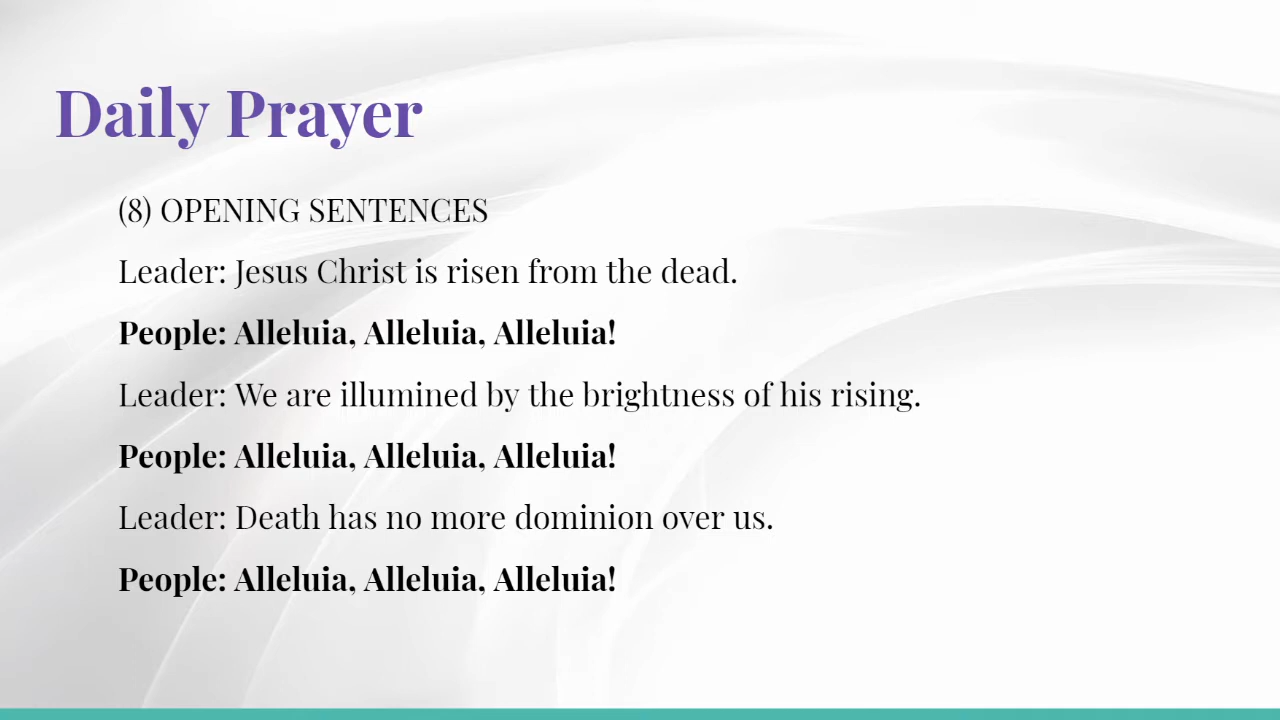 Daily Prayer
(8) OPENING SENTENCES
Leader: Jesus Christ is risen from the dead.
People: Alleluia, Alleluia, Alleluia!
Leader: We are illumined by the brightness of his rising.
People: Alleluia, Alleluia, Alleluia!
Leader: Death has no more dominion over us.
People: Alleluia, Alleluia, Alleluia!